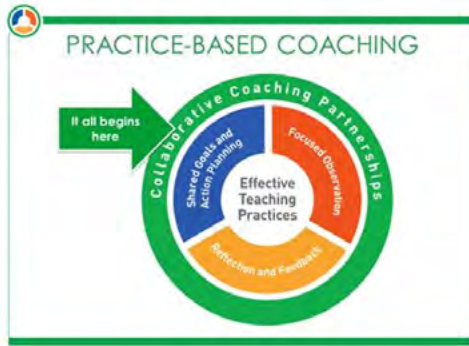 PRACTICE-BASED COACHING
It all begins
here
Collaborative Coaching Partnerships
Shared Goals and
Action Planning
Focused Observation
Effective
Teaching
Practices
Reflection and Feedback